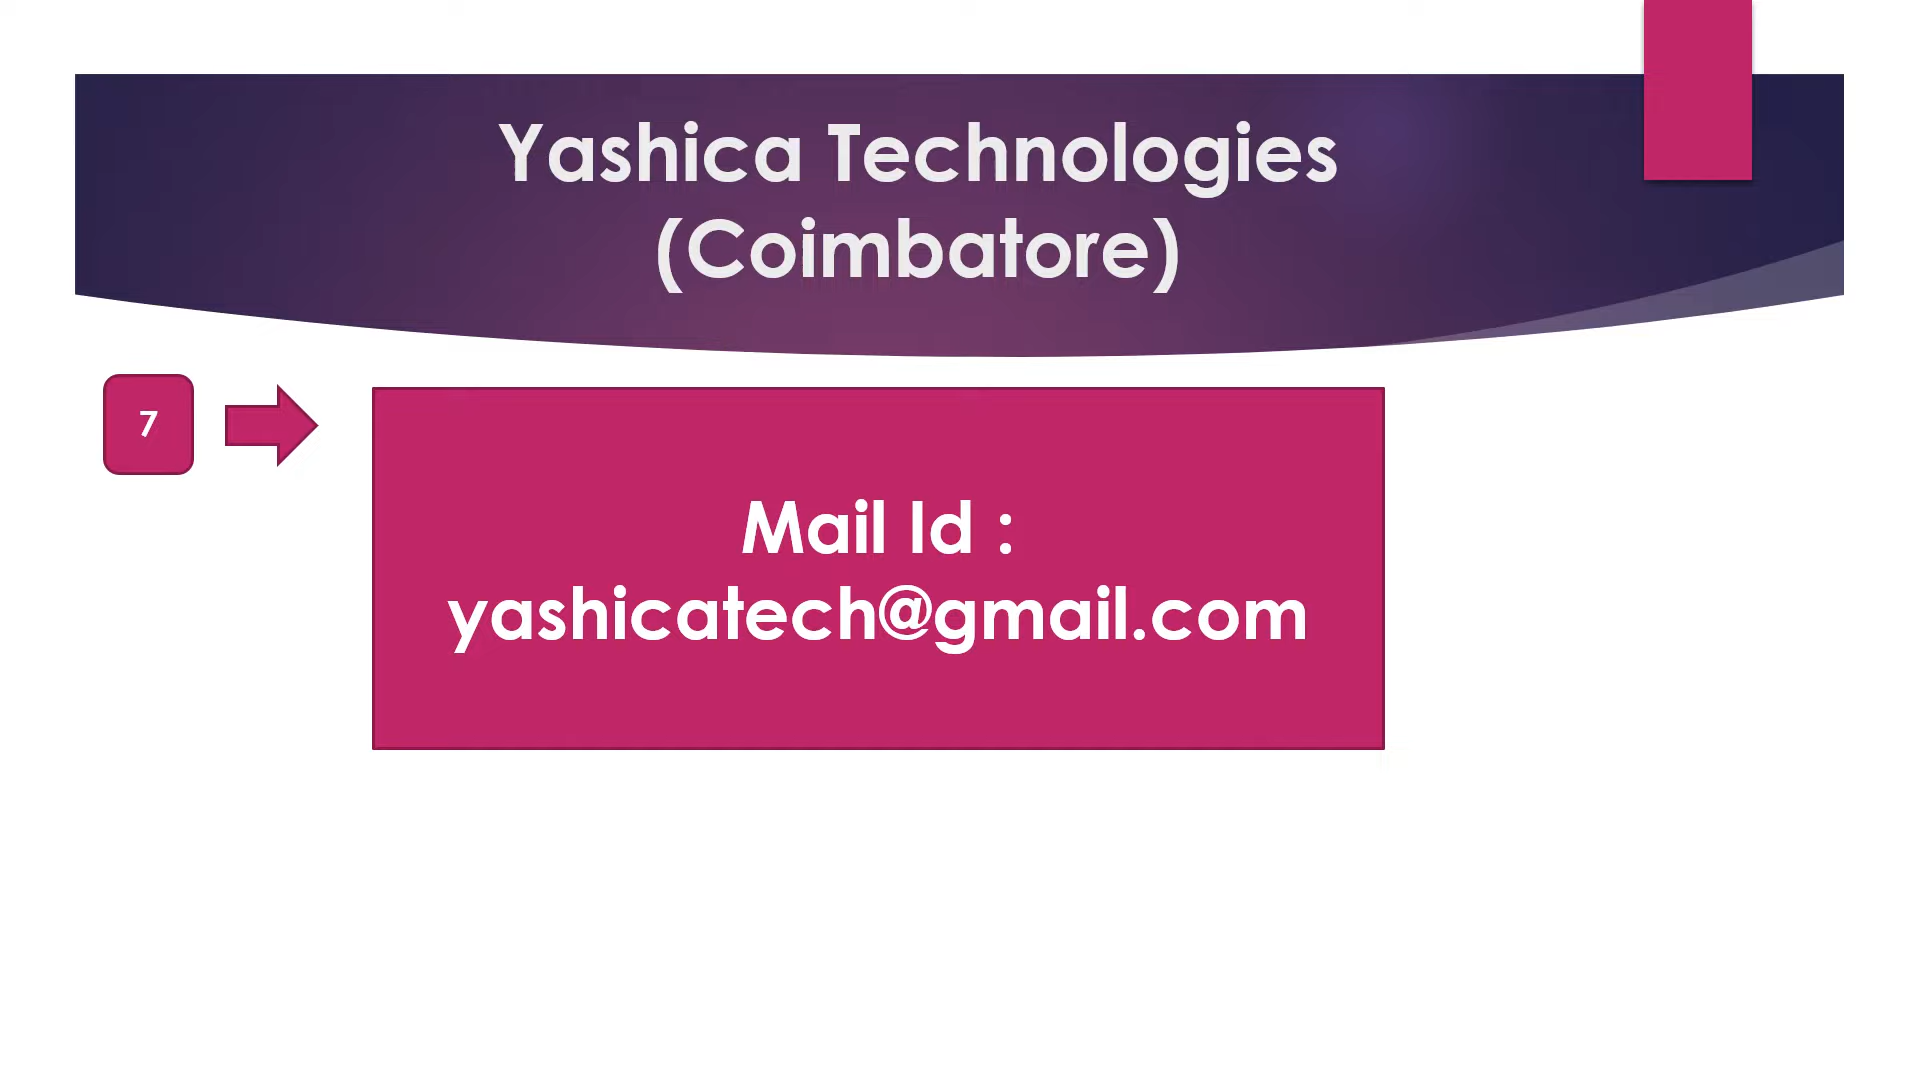 Yashica Technologies
(Coimbatore)
7
Mail Id :
yashicatech@gmail.com